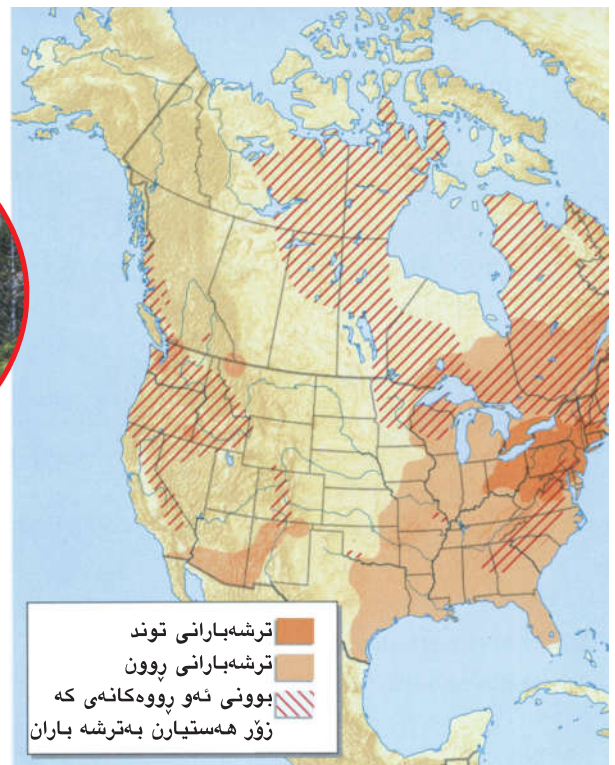 ترشەبارانی توند
ترشەبارانی ڕوون
بوونی ئەو ڕووەکانەی کە
زۆر هەستیارن بەترشە باران